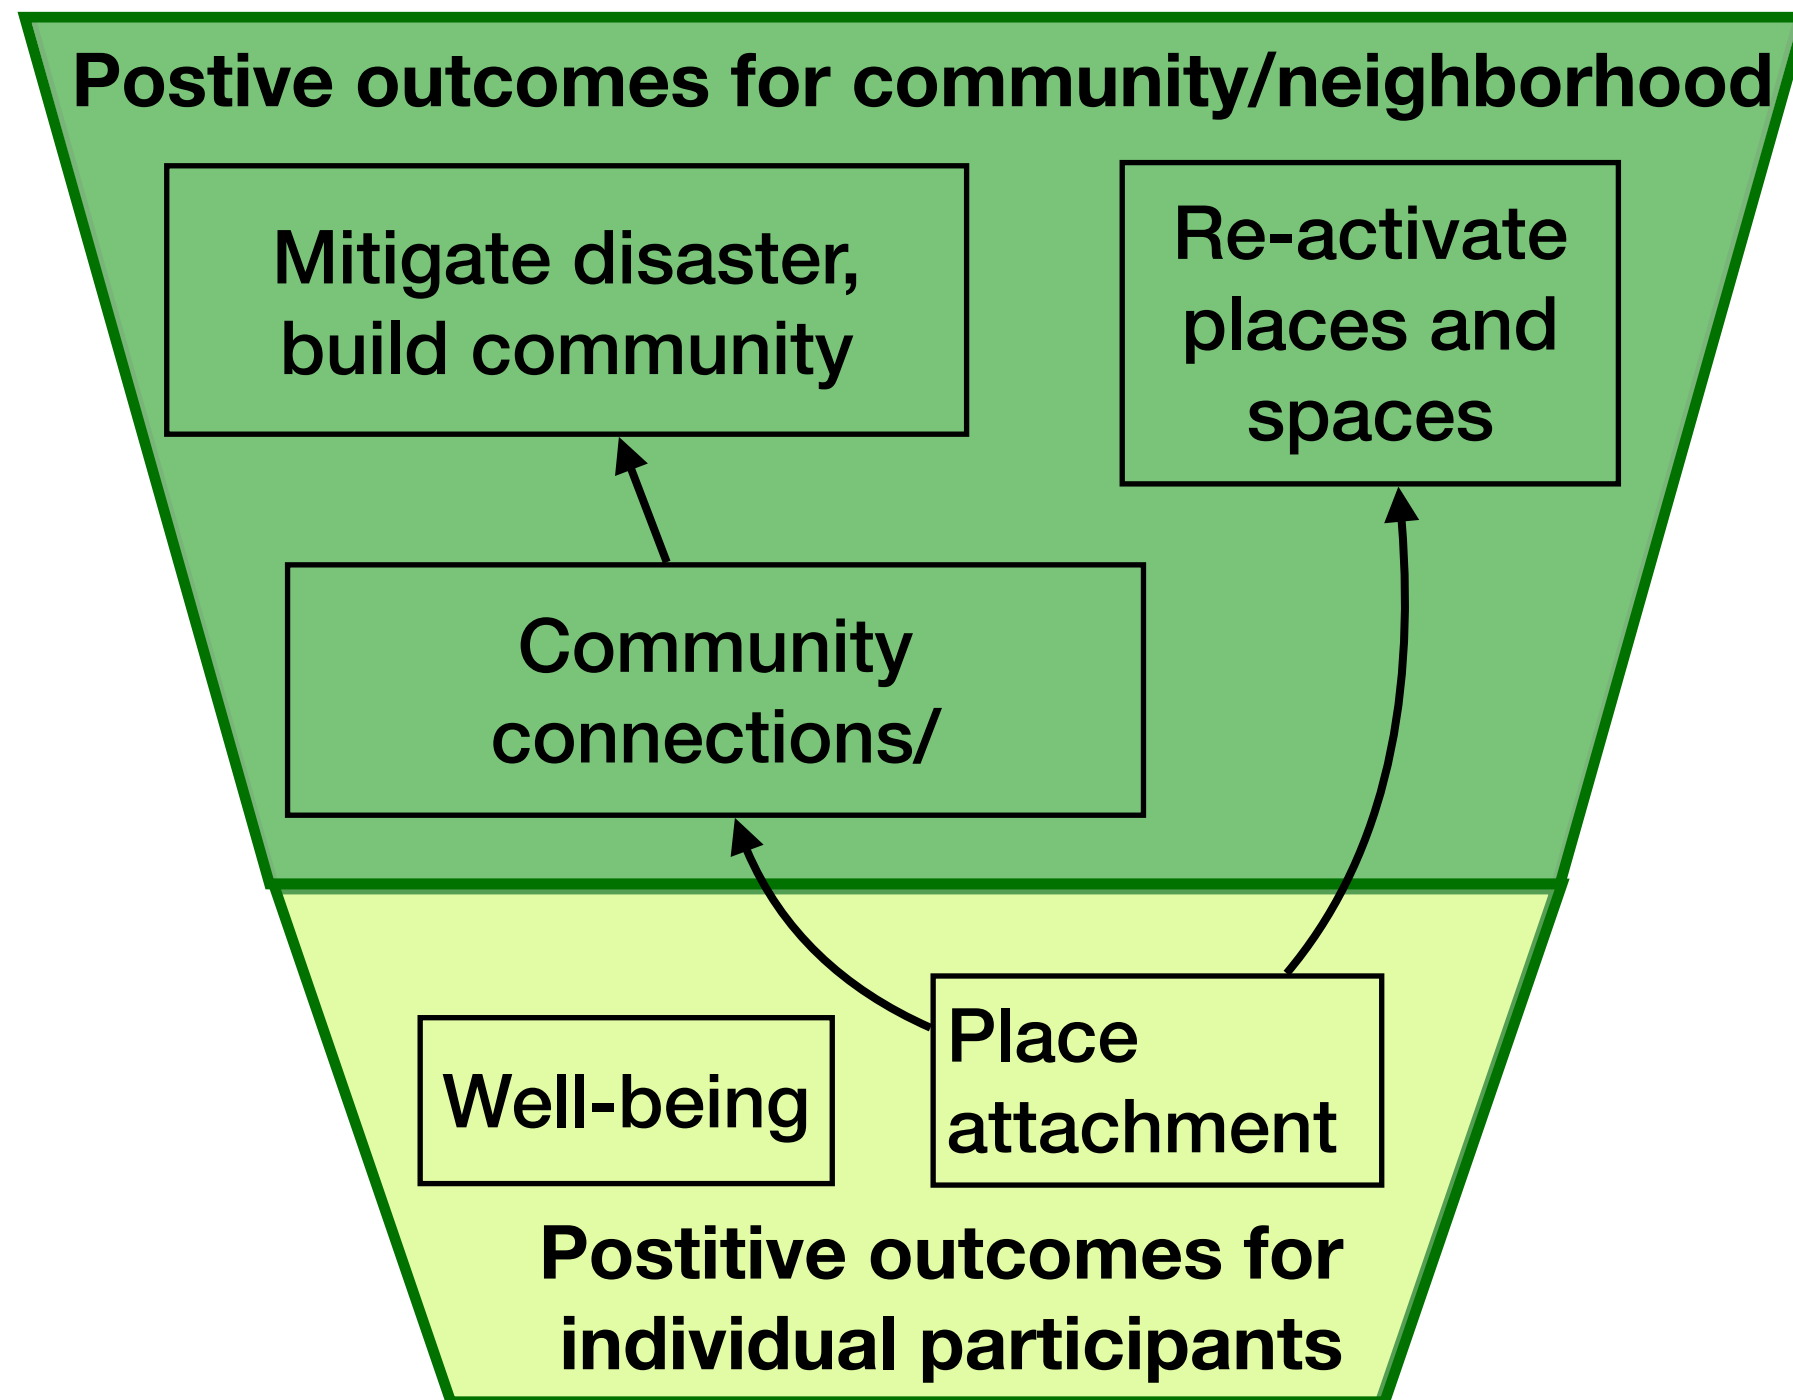 Postive outcomes for community/neighborhood
Mitigate disaster,
build community
Re-activate
places and
spaces
Community
connections/
Well-being
Place
attachment
Postitive outcomes for
individual participants